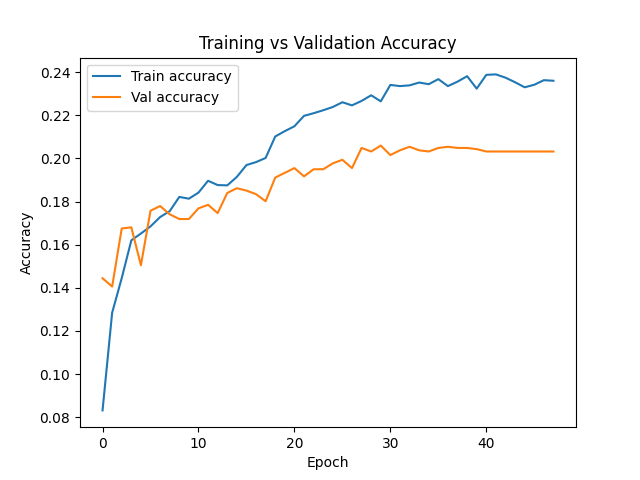 Training vs Validation Accuracy
Train accuracy
Val accuracy
0.24
0.22
0.20
0.18
0.16
0.14
0.12
0.10
0.08
Accuracy
0 10 20 30 40
Epoch